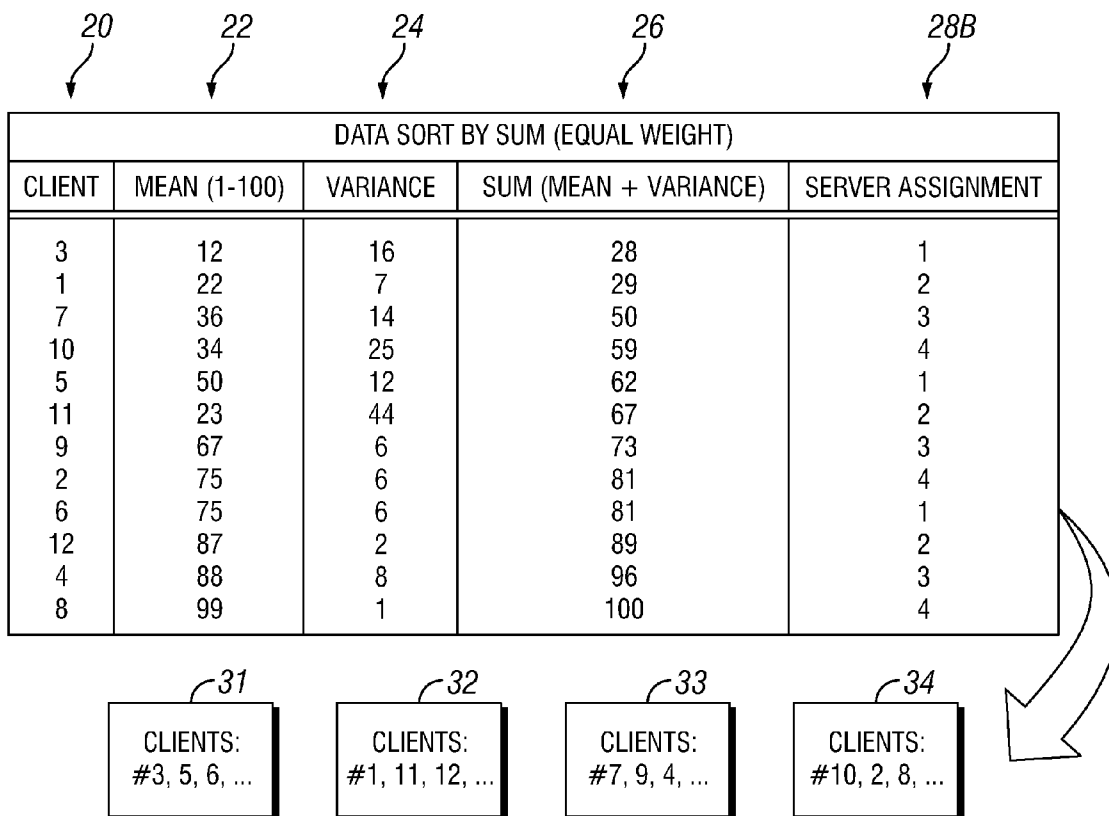 20 22 24 26 28B
DATA SORT BY SUM (EQUAL WEIGHT)
CLIENT MEAN (1-100) VARIANCE SUM (MEAN + VARIANCE) SERVER ASSIGNMENT
3 12 16 28 1
1 22 7 29 2
7 36 14 50 3
10 34 25 59 4
5 50 12 62 1
11 23 44 67 2
9 67 6 73 3
2 75 6 81 4
6 75 6 81 1
12 87 2 89 2
4 88 8 96 3
8 99 1 100 4
31 32 33 34
CLIENTS: CLIENTS: CLIENTS: CLIENTS:
#3, 5, 6, ... #1, 11, 12, ... #7, 9, 4, ... #10, 2, 8, ...